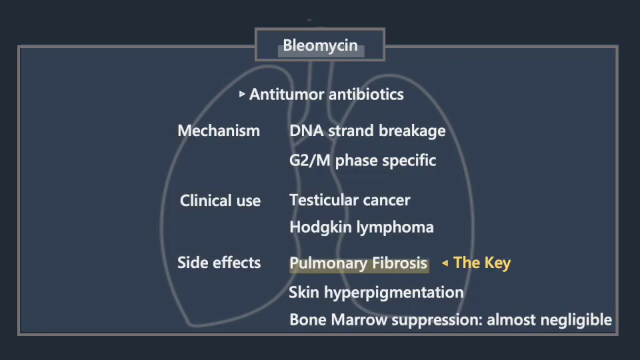 Bleomycin
▸ Antitumor antibiotics
Mechanism DNA strand breakage
G2/M phase specific
Clinical use Testicular cancer
Hodgkin lymphoma
Side effects Pulmonary Fibrosis ◂ The Key
Skin hyperpigmentation
Bone Marrow suppression: almost negligible